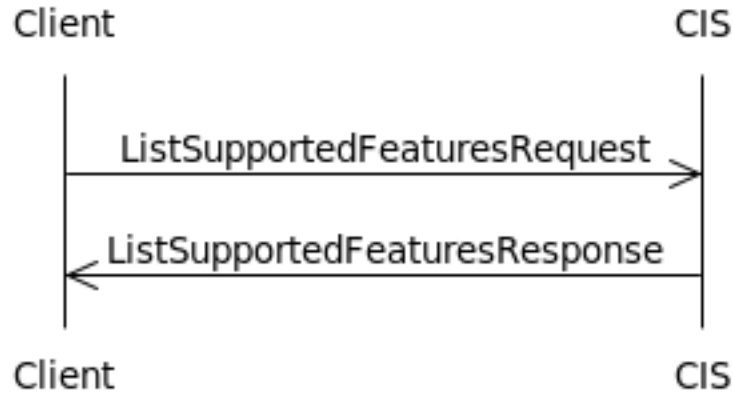 Client CIS
ListSupportedFeaturesRequest
ListSupportedFeaturesResponse
Client CIS